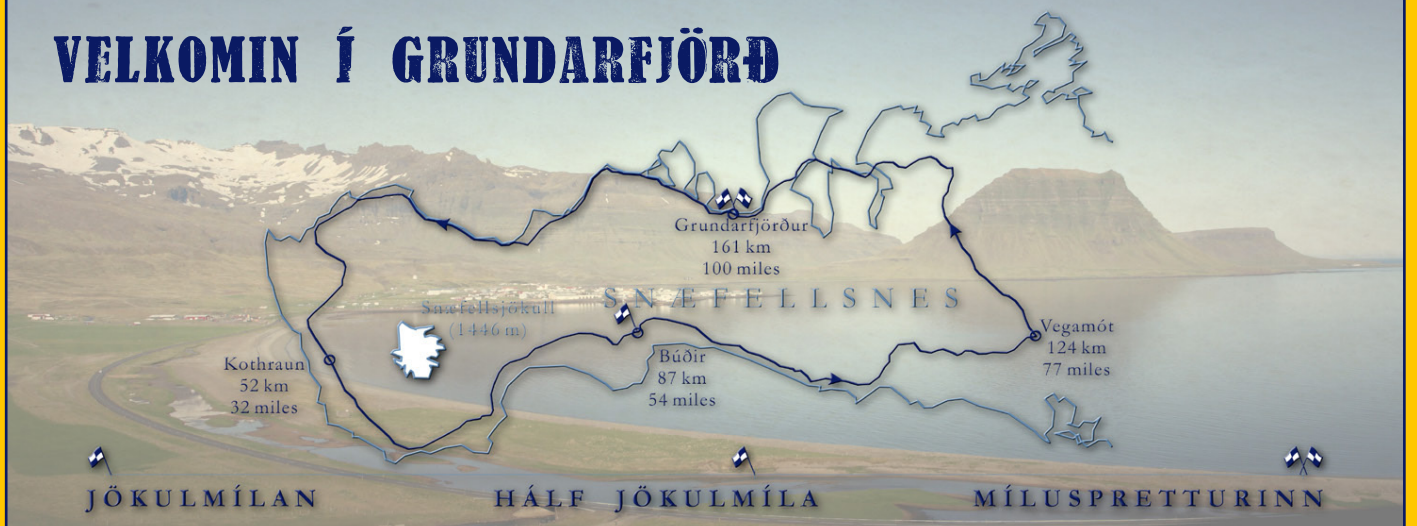 VELKOMIN Í GRUNDARFJÖRÐ
Grundarfjörður
161 km
100 miles
SNÆFELLSNES
Snæfellsjökull
(1446 m)
Vegamót
124 km
77 miles
Búðir
87 km
54 miles
Kothraun
52 km
32 miles
JÖKULMÍLAN
HÁLF JÖKULMÍLA
MÍLUSPRETTURINN